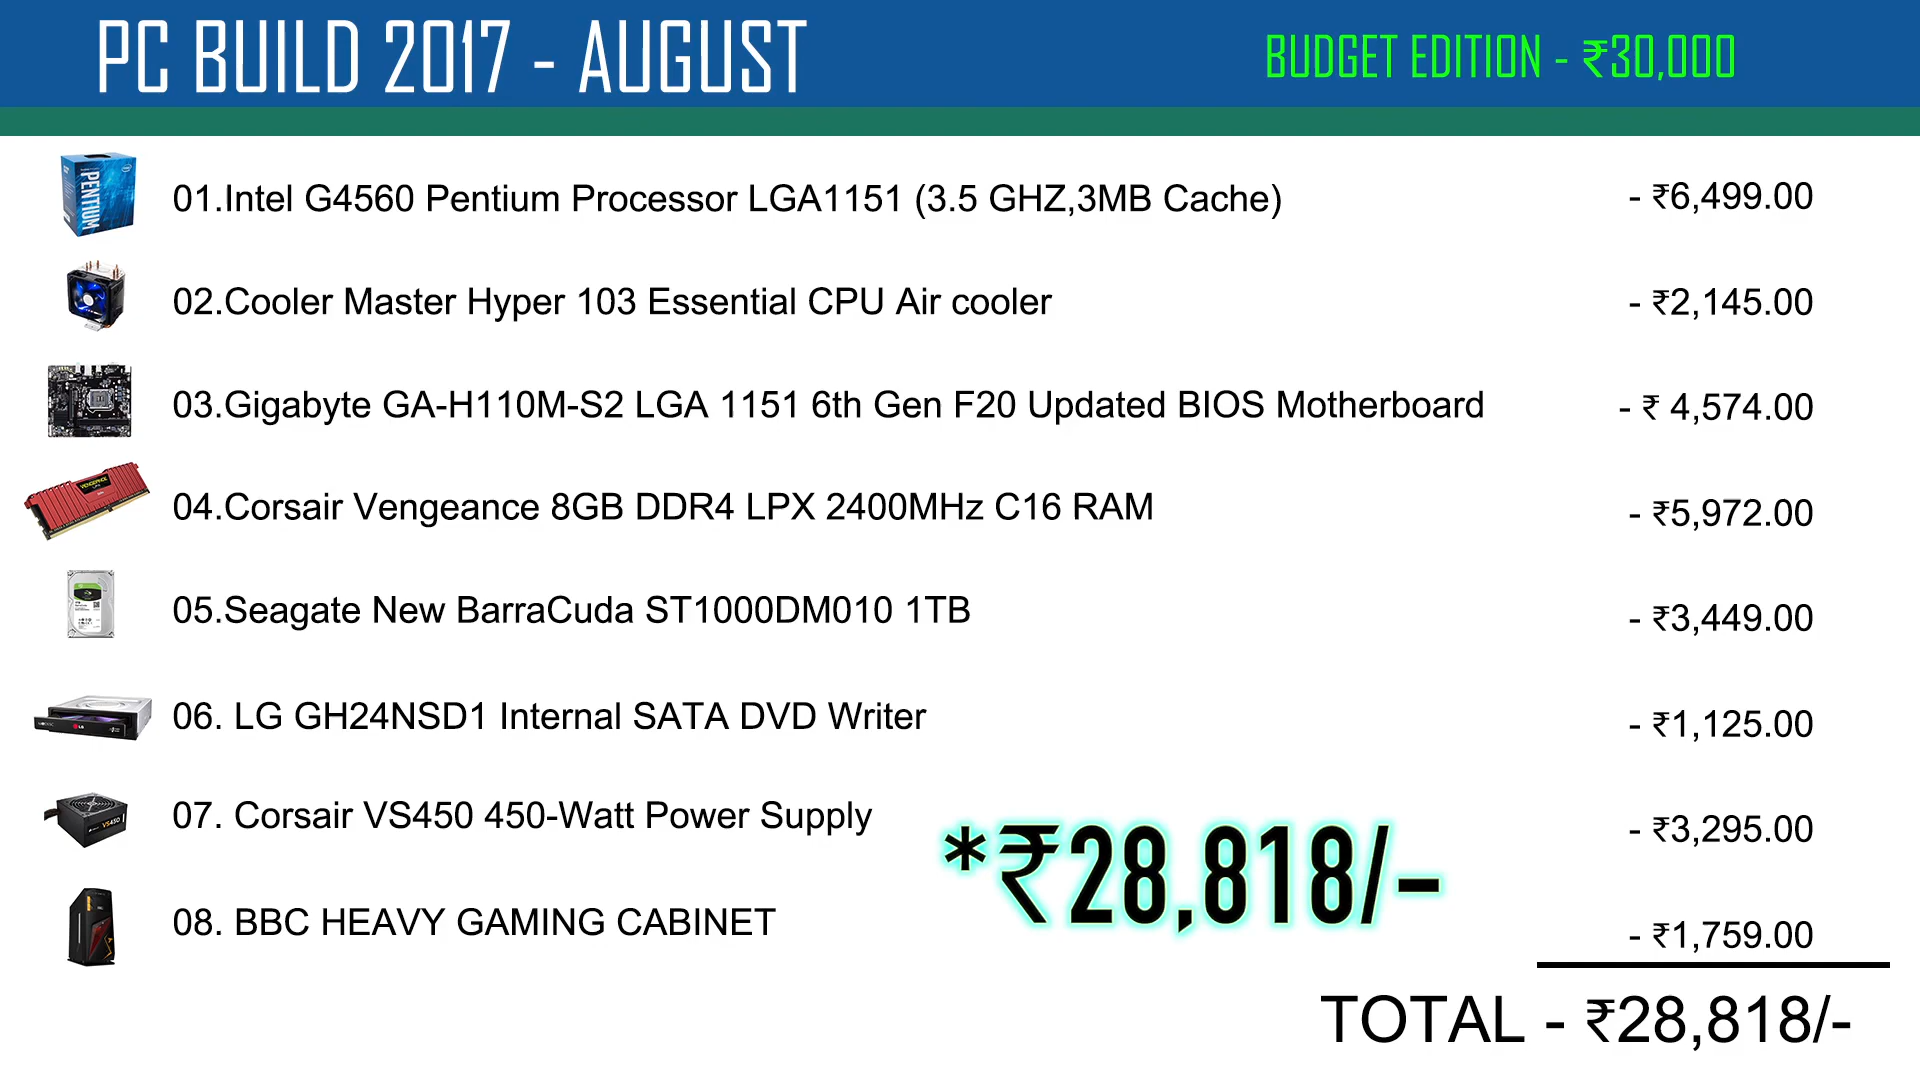 PC BUILD 2017 - AUGUST
BUDGET EDITION - ₹30,000
PENTIUM
01.Intel G4560 Pentium Processor LGA1151 (3.5 GHZ,3MB Cache) - ₹6,499.00
02.Cooler Master Hyper 103 Essential CPU Air cooler - ₹2,145.00
03.Gigabyte GA-H110M-S2 LGA 1151 6th Gen F20 Updated BIOS Motherboard - ₹ 4,574.00
VENGEANCE
04.Corsair Vengeance 8GB DDR4 LPX 2400MHz C16 RAM - ₹5,972.00
05.Seagate New BarraCuda ST1000DM010 1TB - ₹3,449.00
LG
06. LG GH24NSD1 Internal SATA DVD Writer - ₹1,125.00
VS450
07. Corsair VS450 450-Watt Power Supply - ₹3,295.00
*₹28,818/-
08. BBC HEAVY GAMING CABINET - ₹1,759.00
TOTAL - ₹28,818/-